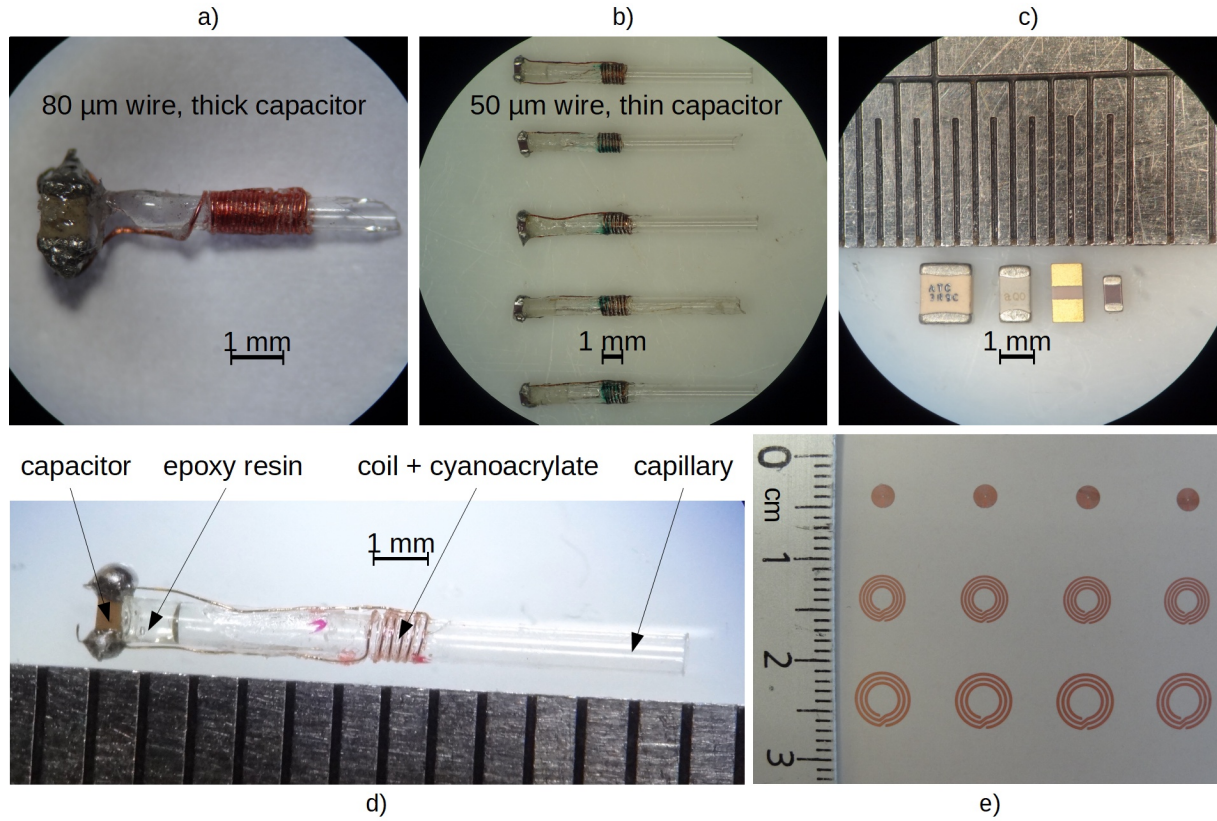 a)
b)
c)
80 µm wire, thick capacitor
50 µm wire, thin capacitor
ATC
1 mm
1 mm
1 mm
capacitor
epoxy resin
coil + cyanoacrylate
capillary
1 mm
0
cm
1
2
3
d)
e)